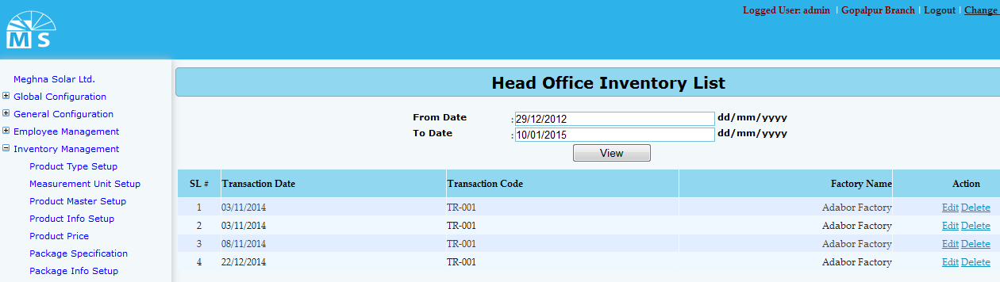 Logged User: admin | Gopalpur Branch | Logout | Change
M S
Meghna Solar Ltd.
Global Configuration
General Configuration
Employee Management
Inventory Management
Product Type Setup
Measurement Unit Setup
Product Master Setup
Product Info Setup
Product Price
Package Specification
Package Info Setup
Head Office Inventory List
From Date :29/12/2012 dd/mm/yyyy
To Date :10/01/2015 dd/mm/yyyy
View
SL # Transaction Date Transaction Code Factory Name Action
1 03/11/2014 TR-001 Adabor Factory Edit Delete
2 03/11/2014 TR-001 Adabor Factory Edit Delete
3 08/11/2014 TR-001 Adabor Factory Edit Delete
4 22/12/2014 TR-001 Adabor Factory Edit Delete